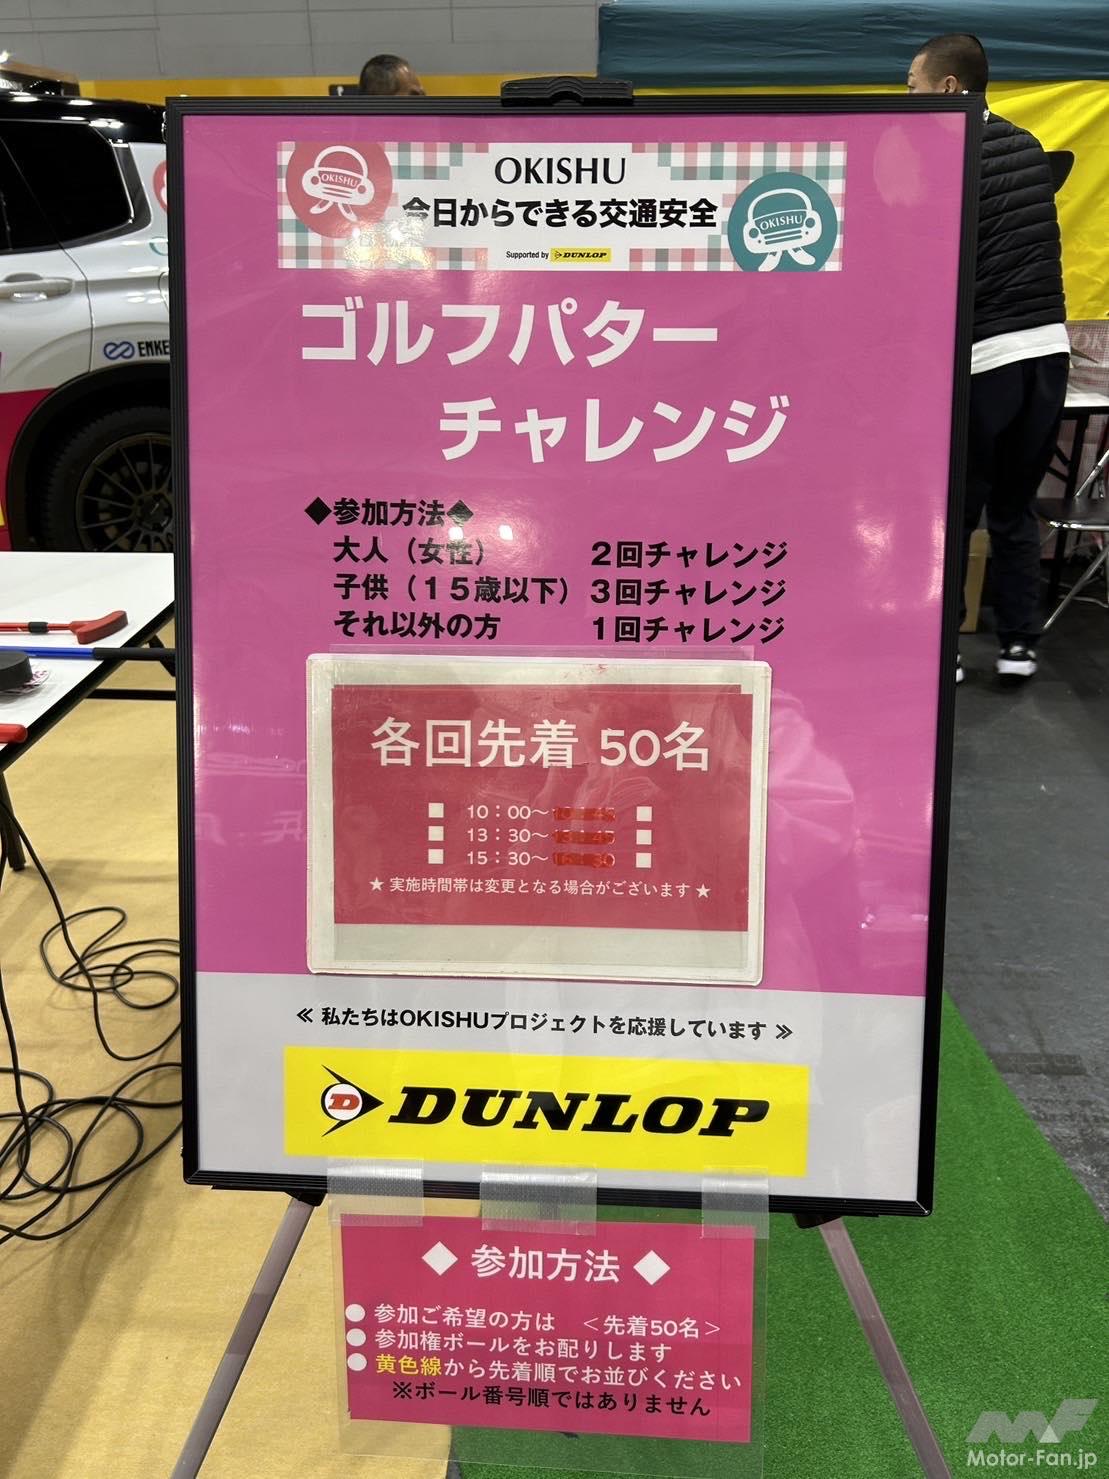 OKISHU
OKISHU
今日からできる交通安全
OKISHU
Supported by DUNLOP
ゴルフパター
チャレンジ
◆参加方法◆
大人（女性） 2回チャレンジ
子供（15歳以下） 3回チャレンジ
それ以外の方 1回チャレンジ
各回先着 50名
■ 10：00～ ■
■ 13：30～ ■
■ 15：30～ ■
★ 実施時間帯は変更となる場合がございます ★
≪ 私たちはOKISHUプロジェクトを応援しています ≫
D DUNLOP
◆ 参加方法 ◆
● 参加ご希望の方は ＜先着50名＞
● 参加権ボールをお配りします
● 黄色線から先着順でお並びください
※ボール番号順ではありません
MF
Motor-Fan.jp